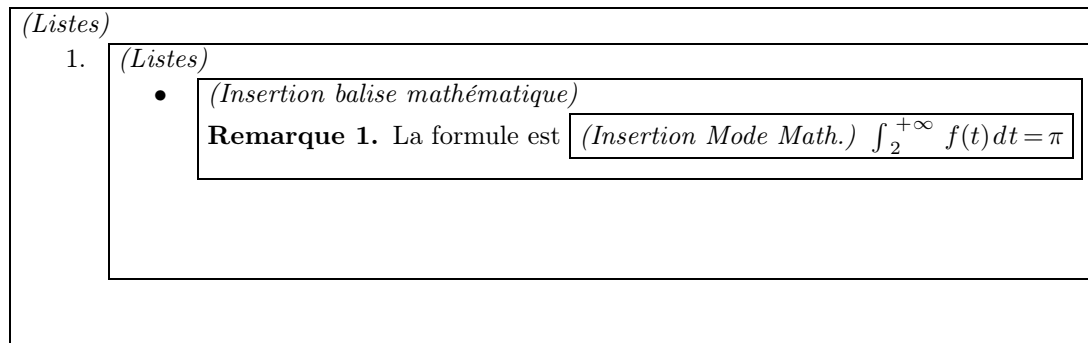 (Listes)
1. (Listes)
• (Insertion balise mathématique)
Remarque 1. La formule est (Insertion Mode Math.) ∫₂^{+∞} f(t)dt=π